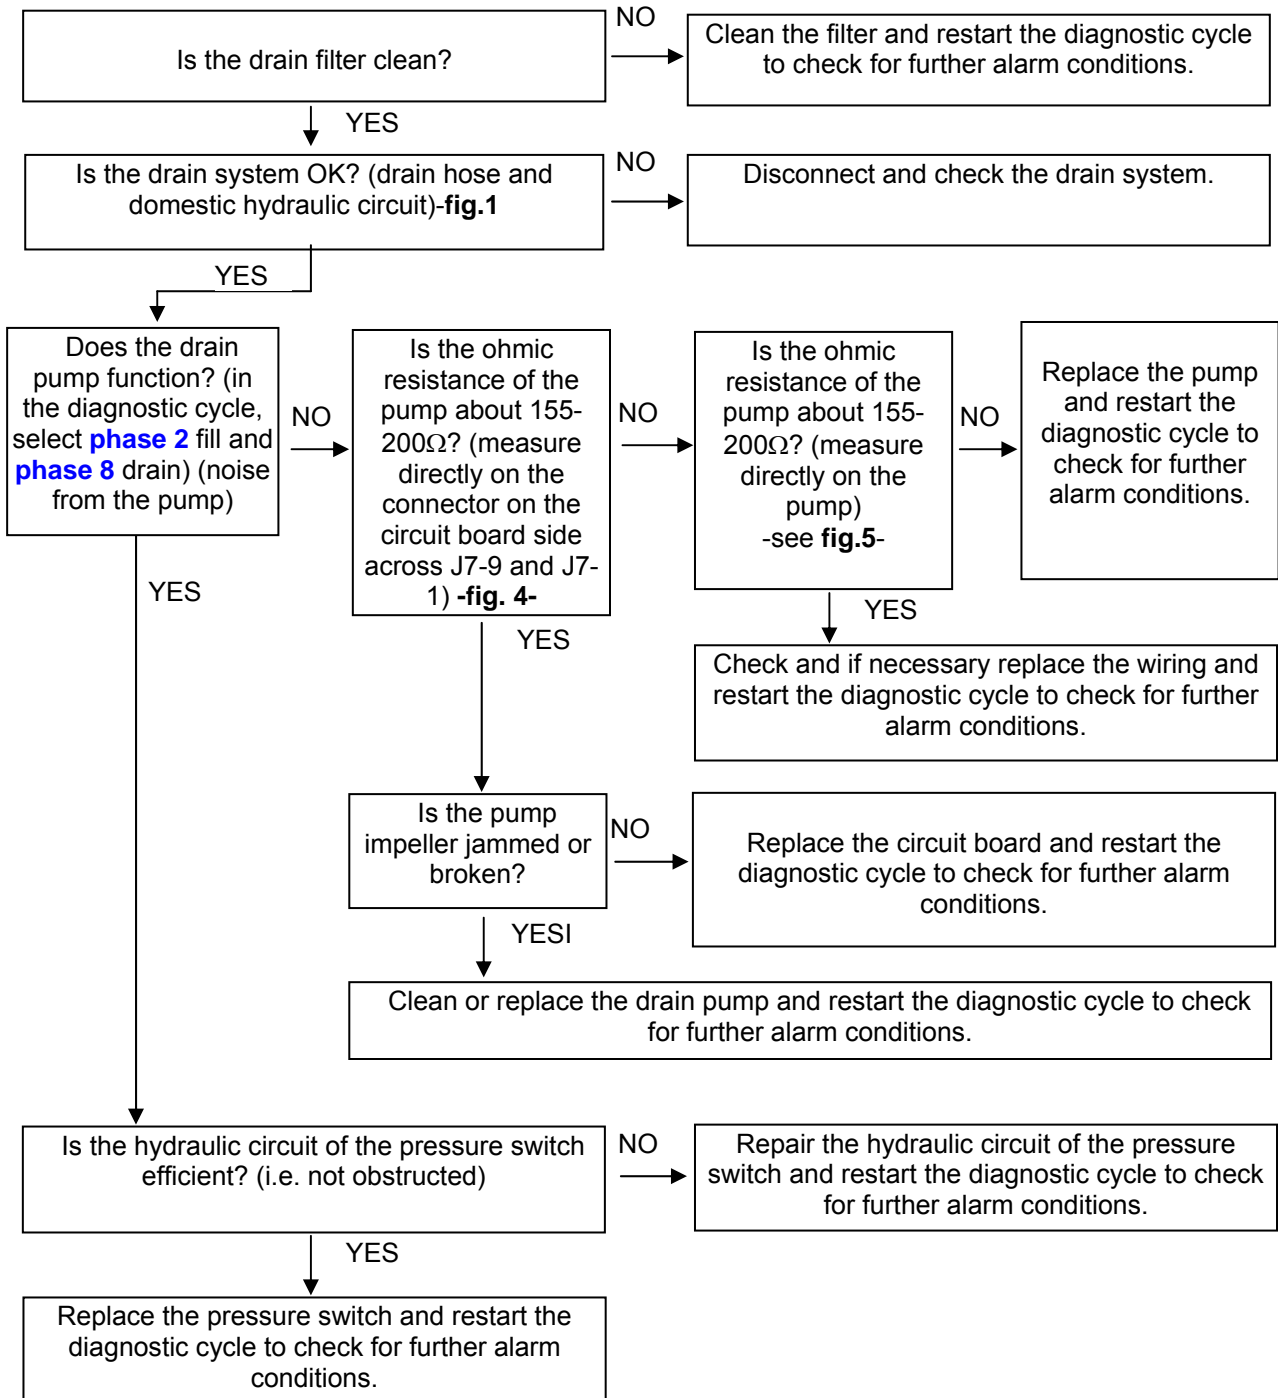 Is the drain filter clean?
NO
Clean the filter and restart the diagnostic cycle
to check for further alarm conditions.
YES
Is the drain system OK? (drain hose and
domestic hydraulic circuit)-fig.1
NO
Disconnect and check the drain system.
YES
Does the drain
pump function? (in
the diagnostic cycle,
select phase 2 fill and
phase 8 drain) (noise
from the pump)
NO
Is the ohmic
resistance of the
pump about 155-
200Ω? (measure
directly on the
connector on the
circuit board side
across J7-9 and J7-
1) -fig. 4-
NO
Is the ohmic
resistance of the
pump about 155-
200Ω? (measure
directly on the
pump)
-see fig.5-
NO
Replace the pump
and restart the
diagnostic cycle to
check for further
alarm conditions.
YES
YES
YES
Check and if necessary replace the wiring and
restart the diagnostic cycle to check for further
alarm conditions.
Is the pump
impeller jammed or
broken?
NO
Replace the circuit board and restart the
diagnostic cycle to check for further alarm
conditions.
YESI
Clean or replace the drain pump and restart the diagnostic cycle to check
for further alarm conditions.
Is the hydraulic circuit of the pressure switch
efficient? (i.e. not obstructed)
NO
Repair the hydraulic circuit of the pressure
switch and restart the diagnostic cycle to check
for further alarm conditions.
YES
Replace the pressure switch and restart the
diagnostic cycle to check for further alarm
conditions.